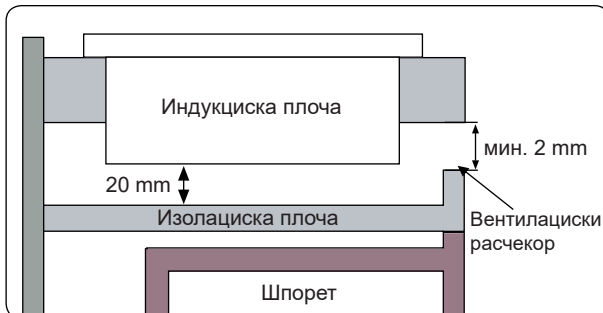 Индукциска плоча
мин. 2 mm
20 mm
Изолациска плоча
Вентилациски
расчекор
Шпорет